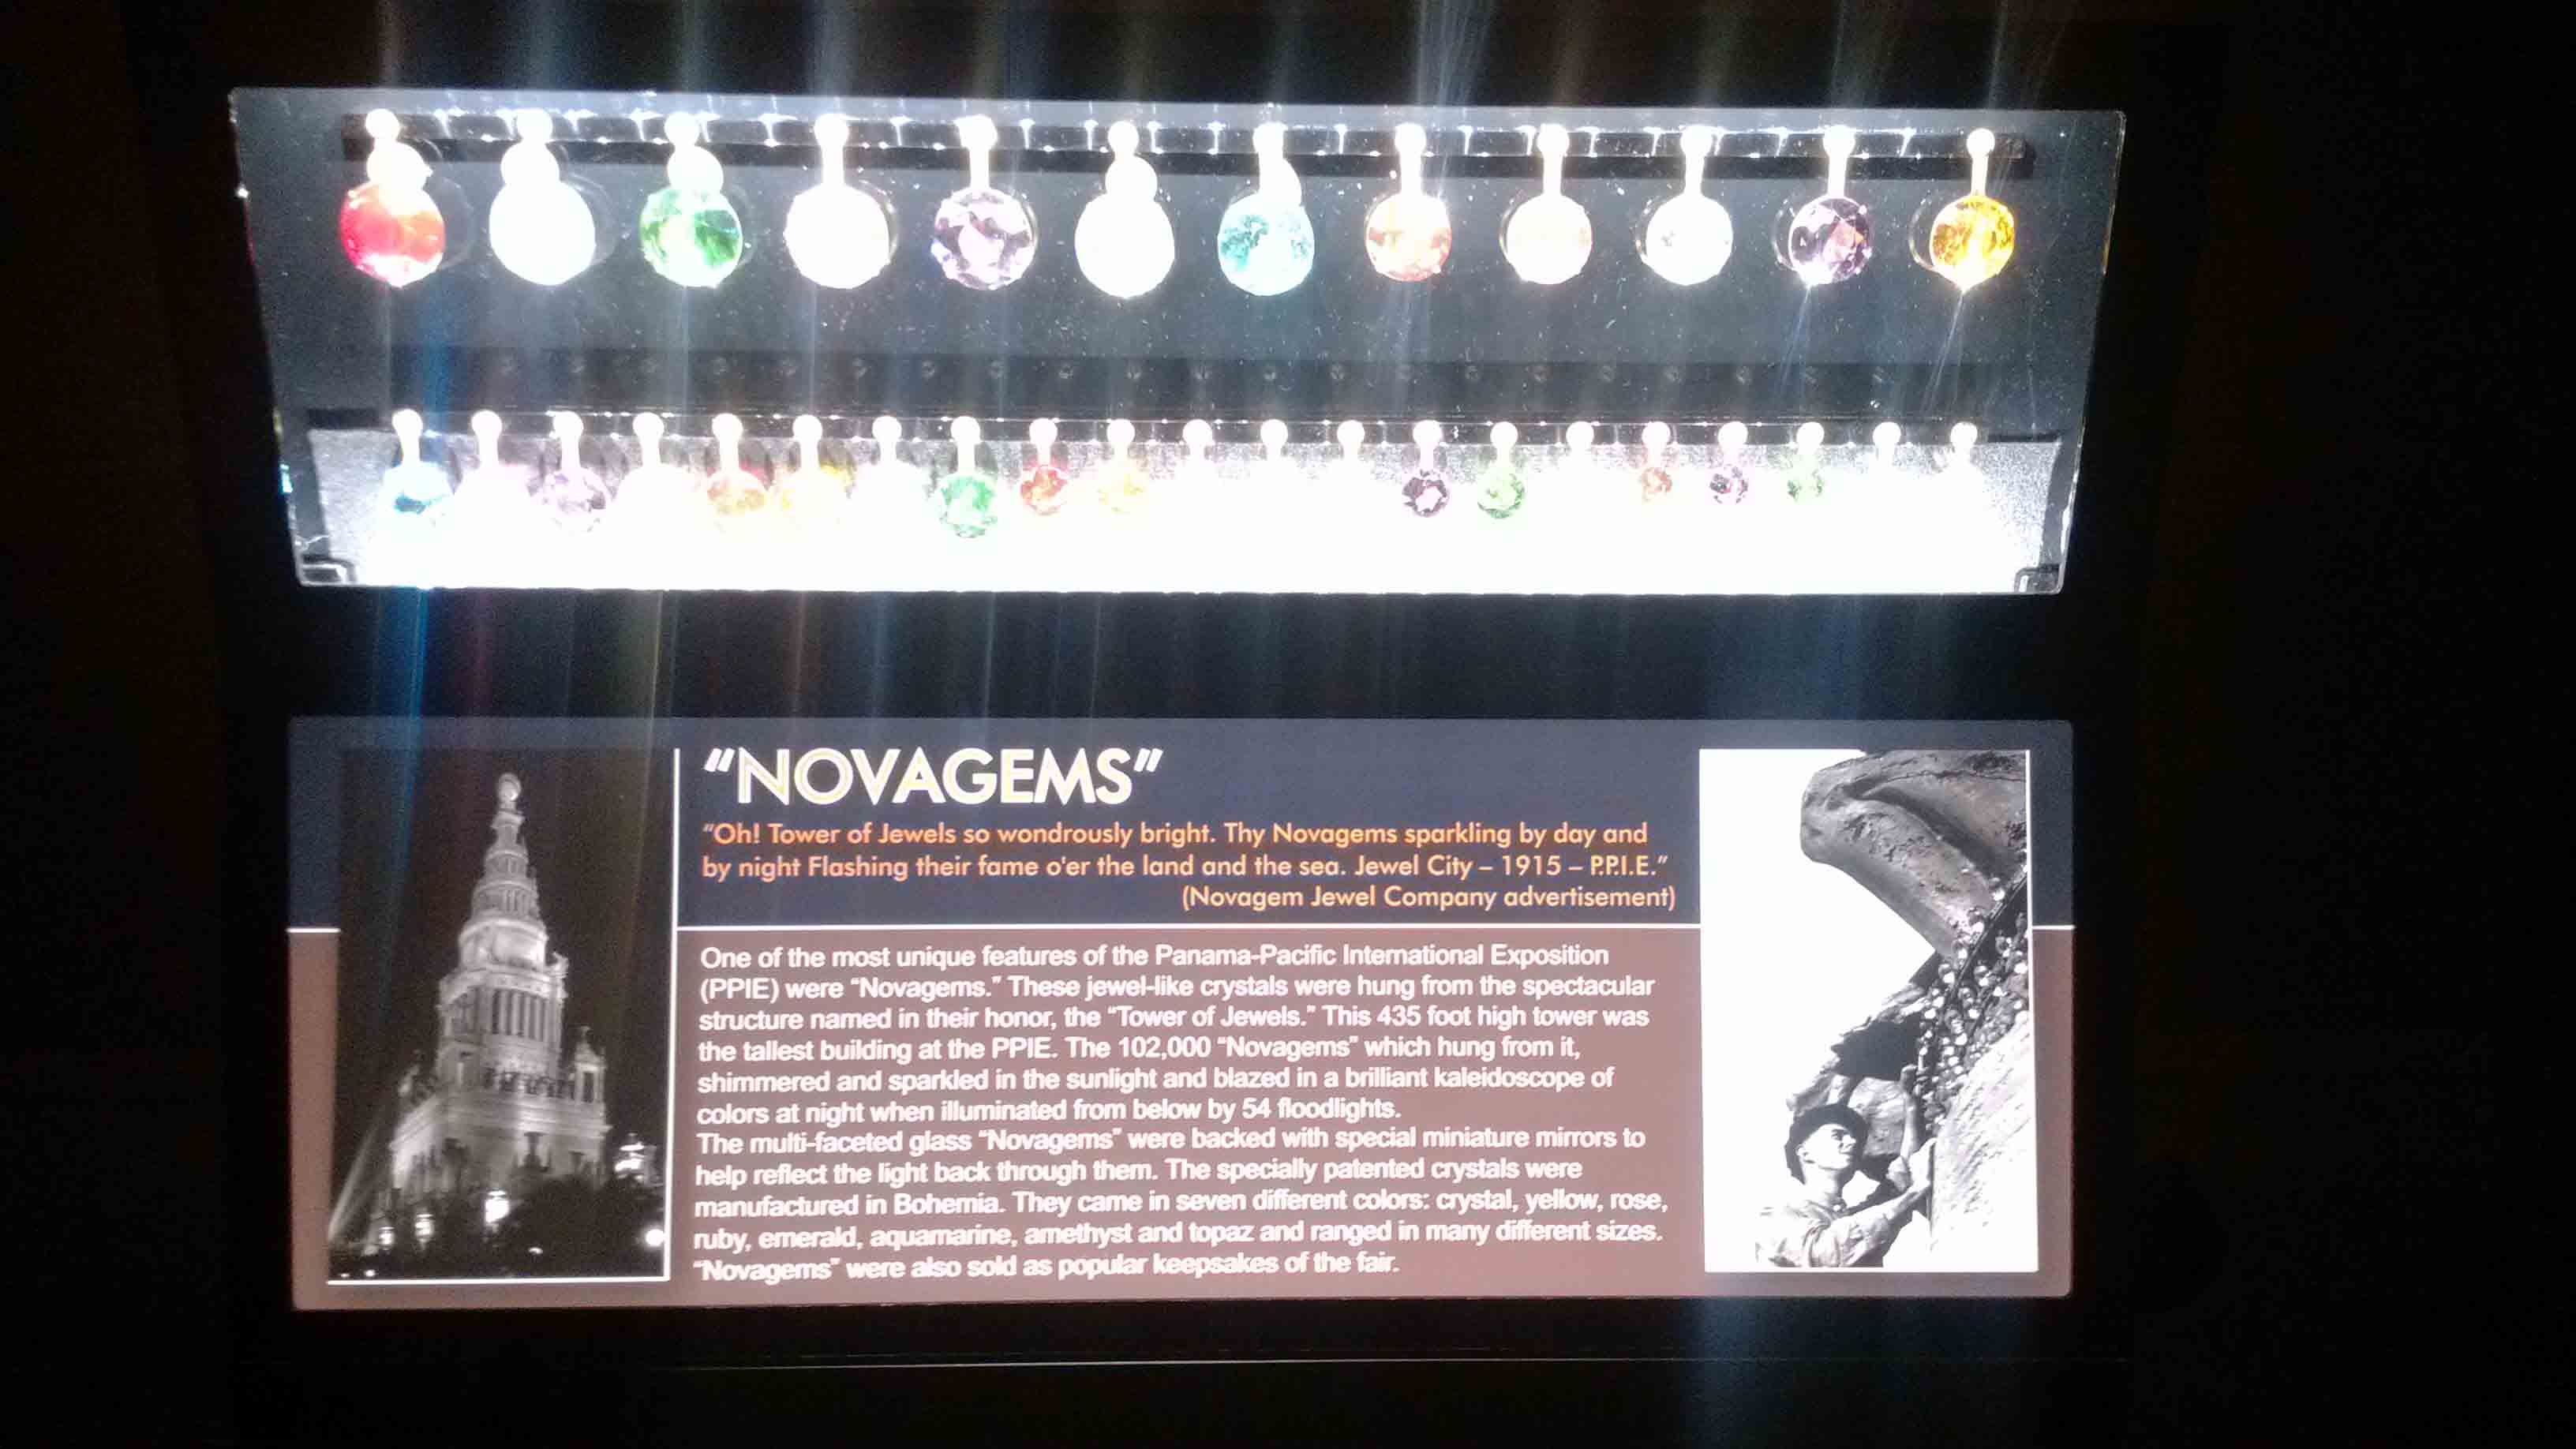 "NOVAGEMS"
"Oh! Tower of Jewels so wondrously bright. Thy Novagems sparkling by day and
by night Flashing their fame o'er the land and the sea. Jewel City – 1915 – P.P.I.E."
(Novagem Jewel Company advertisement)
One of the most unique features of the Panama-Pacific International Exposition
(PPIE) were "Novagems." These jewel-like crystals were hung from the spectacular
structure named in their honor, the "Tower of Jewels." This 435 foot high tower was
the tallest building at the PPIE. The 102,000 "Novagems" which hung from it,
shimmered and sparkled in the sunlight and blazed in a brilliant kaleidoscope of
colors at night when illuminated from below by 54 floodlights.
The multi-faceted glass "Novagems" were backed with special miniature mirrors to
help reflect the light back through them. The specially patented crystals were
manufactured in Bohemia. They came in seven different colors: crystal, yellow, rose,
ruby, emerald, aquamarine, amethyst and topaz and ranged in many different sizes.
"Novagems" were also sold as popular keepsakes of the fair.